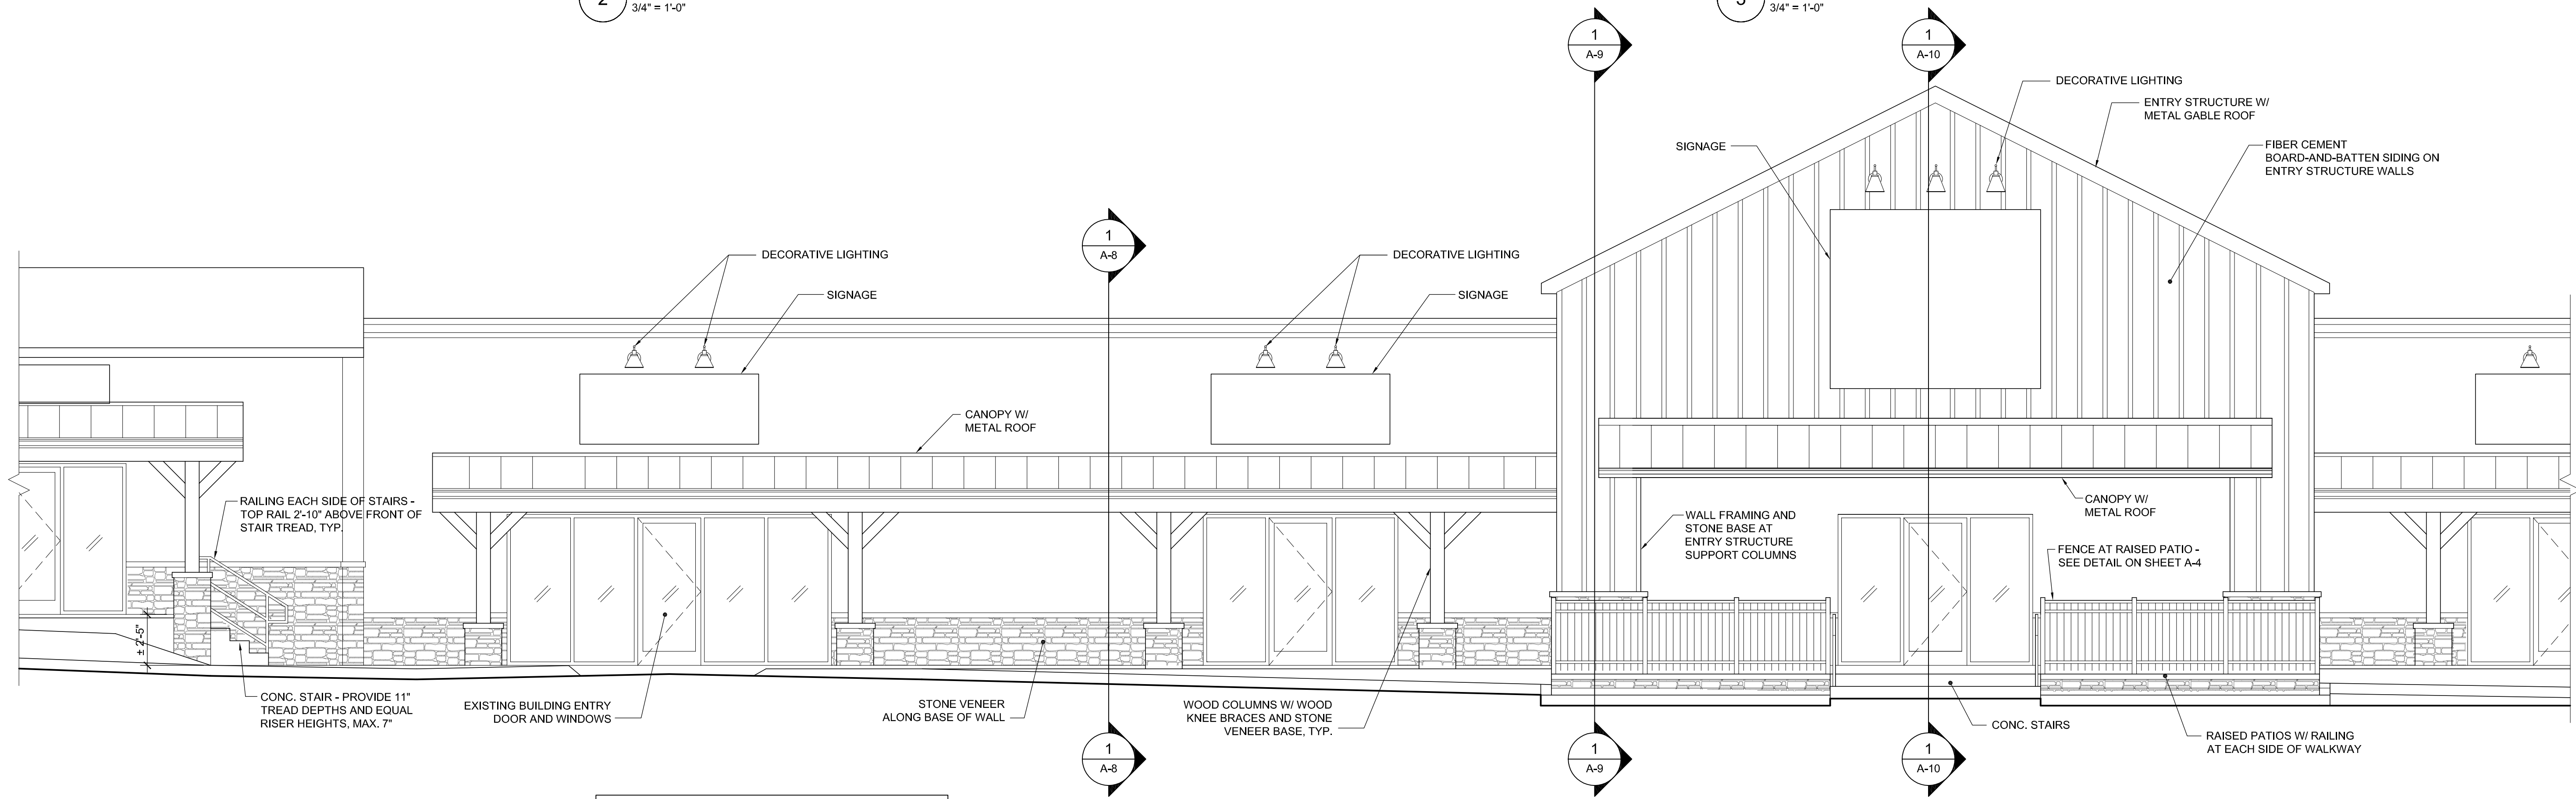 2
3/4" = 1'-0"
3/4" = 1'-0"
1
A-9
1
A-10
DECORATIVE LIGHTING
ENTRY STRUCTURE W/
METAL GABLE ROOF
SIGNAGE
FIBER CEMENT
BOARD-AND-BATTEN SIDING ON
ENTRY STRUCTURE WALLS
1
A-8
DECORATIVE LIGHTING
SIGNAGE
DECORATIVE LIGHTING
SIGNAGE
CANOPY W/
METAL ROOF
RAILING EACH SIDE OF STAIRS -
TOP RAIL 2'-10" ABOVE FRONT OF
STAIR TREAD, TYP.
WALL FRAMING AND
STONE BASE AT
ENTRY STRUCTURE
SUPPORT COLUMNS
CANOPY W/
METAL ROOF
FENCE AT RAISED PATIO -
SEE DETAIL ON SHEET A-4
± 2'-5"
CONC. STAIR - PROVIDE 11"
TREAD DEPTHS AND EQUAL
RISER HEIGHTS, MAX. 7"
EXISTING BUILDING ENTRY
DOOR AND WINDOWS
STONE VENEER
ALONG BASE OF WALL
WOOD COLUMNS W/ WOOD
KNEE BRACES AND STONE
VENEER BASE, TYP.
CONC. STAIRS
RAISED PATIOS W/ RAILING
AT EACH SIDE OF WALKWAY
1
A-8
1
A-9
1
A-10